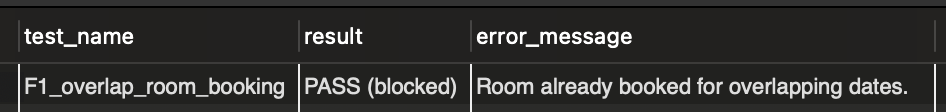 test_name result error_message
F1_overlap_room_booking PASS (blocked) Room already booked for overlapping dates.